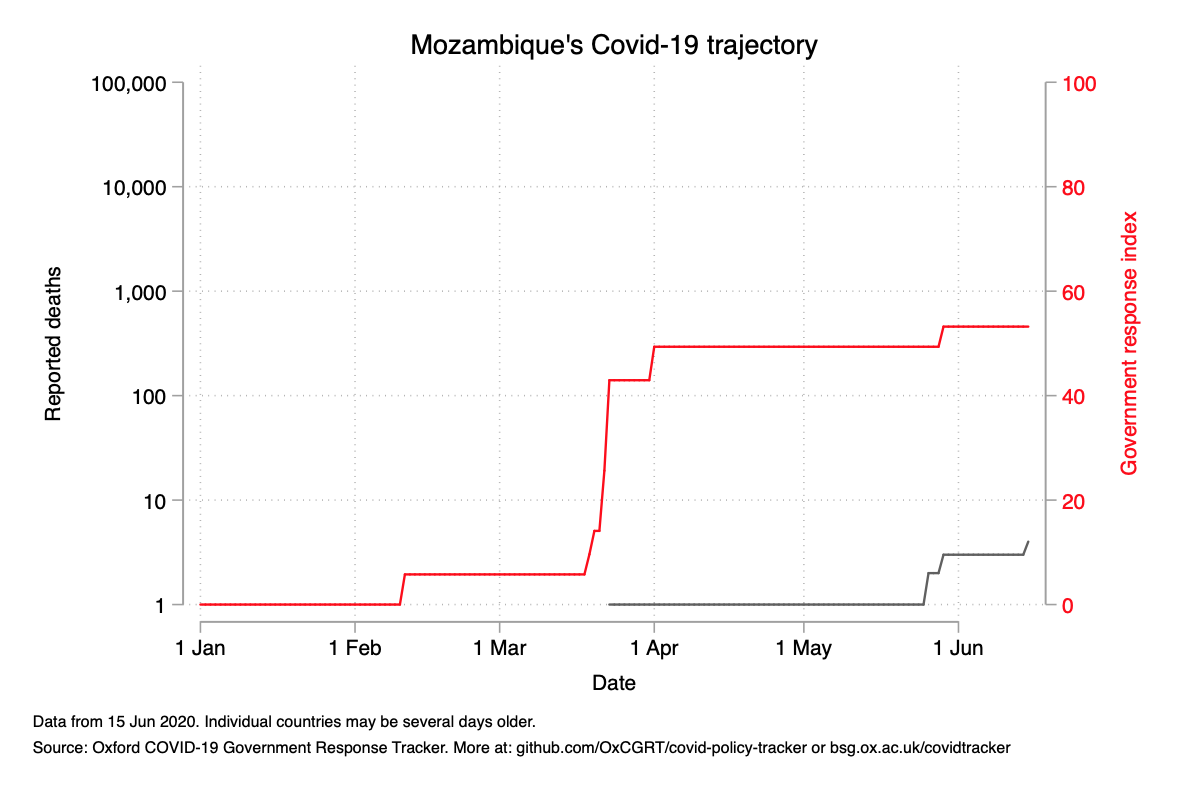 Mozambique's Covid-19 trajectory
100,000
10,000
1,000
100
10
1
Reported deaths
100
80
60
40
20
0
Government response index
1 Jan
1 Feb
1 Mar
1 Apr
1 May
1 Jun
Date
Data from 15 Jun 2020. Individual countries may be several days older.
Source: Oxford COVID-19 Government Response Tracker. More at: github.com/OxCGRT/covid-policy-tracker or bsg.ox.ac.uk/covidtracker